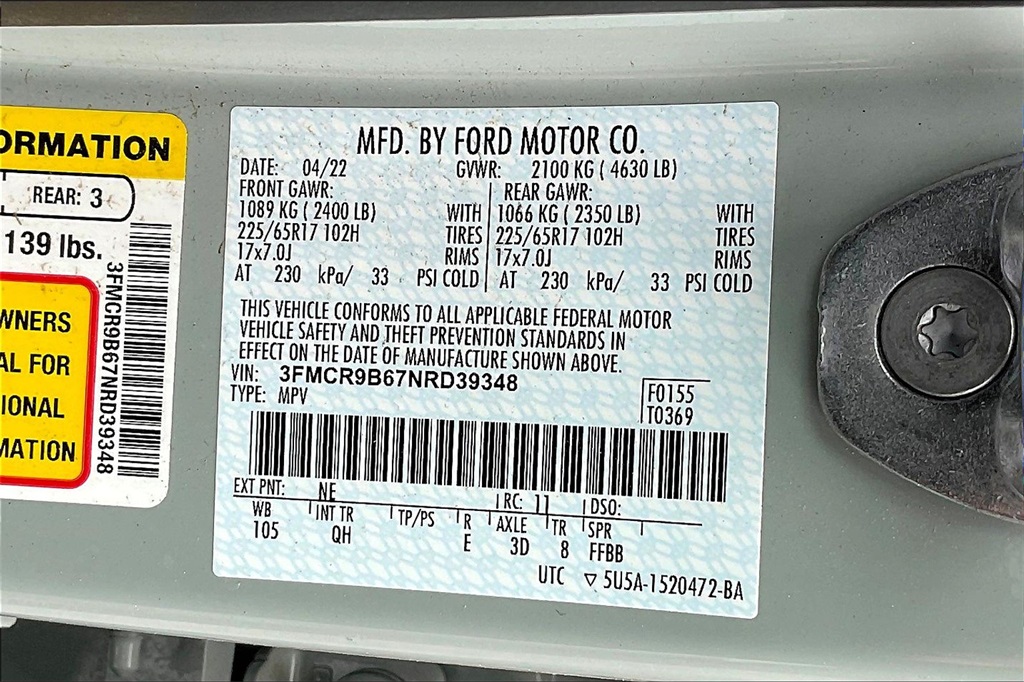 ORMATION
REAR: 3
139 lbs.
WNERS
AL FOR
IONAL
MATION
3FMCR9B67NRD39348
MFD. BY FORD MOTOR CO.
DATE: 04/22 GVWR: 2100 KG ( 4630 LB)
FRONT GAWR: REAR GAWR:
1089 KG ( 2400 LB) WITH 1066 KG ( 2350 LB) WITH
225/65R17 102H TIRES 225/65R17 102H TIRES
17x7.0J RIMS 17x7.0J RIMS
AT 230 kPa/ 33 PSI COLD AT 230 kPa/ 33 PSI COLD
THIS VEHICLE CONFORMS TO ALL APPLICABLE FEDERAL MOTOR
VEHICLE SAFETY AND THEFT PREVENTION STANDARDS IN
EFFECT ON THE DATE OF MANUFACTURE SHOWN ABOVE.
VIN: 3FMCR9B67NRD39348
TYPE: MPV
F0155
T0369
EXT PNT: NE RC: 11 DSO:
WB INT TR TP/PS R AXLE TR SPR
105 QH E 3D 8 FFBB
UTC ▽ 5U5A-1520472-BA